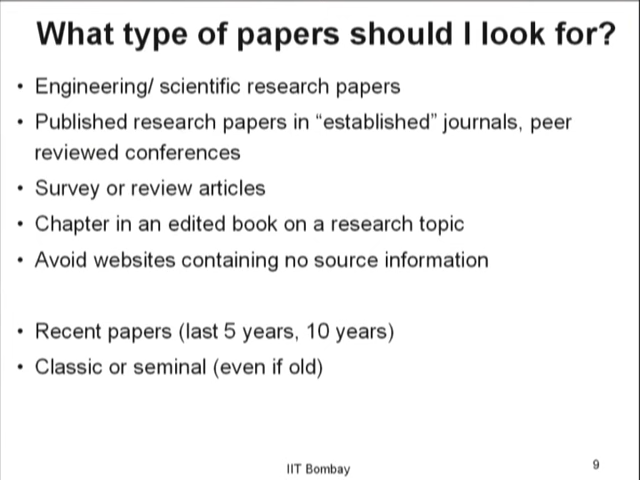 What type of papers should I look for?
• Engineering/ scientific research papers
• Published research papers in “established” journals, peer
reviewed conferences
• Survey or review articles
• Chapter in an edited book on a research topic
• Avoid websites containing no source information
• Recent papers (last 5 years, 10 years)
• Classic or seminal (even if old)
IIT Bombay
9